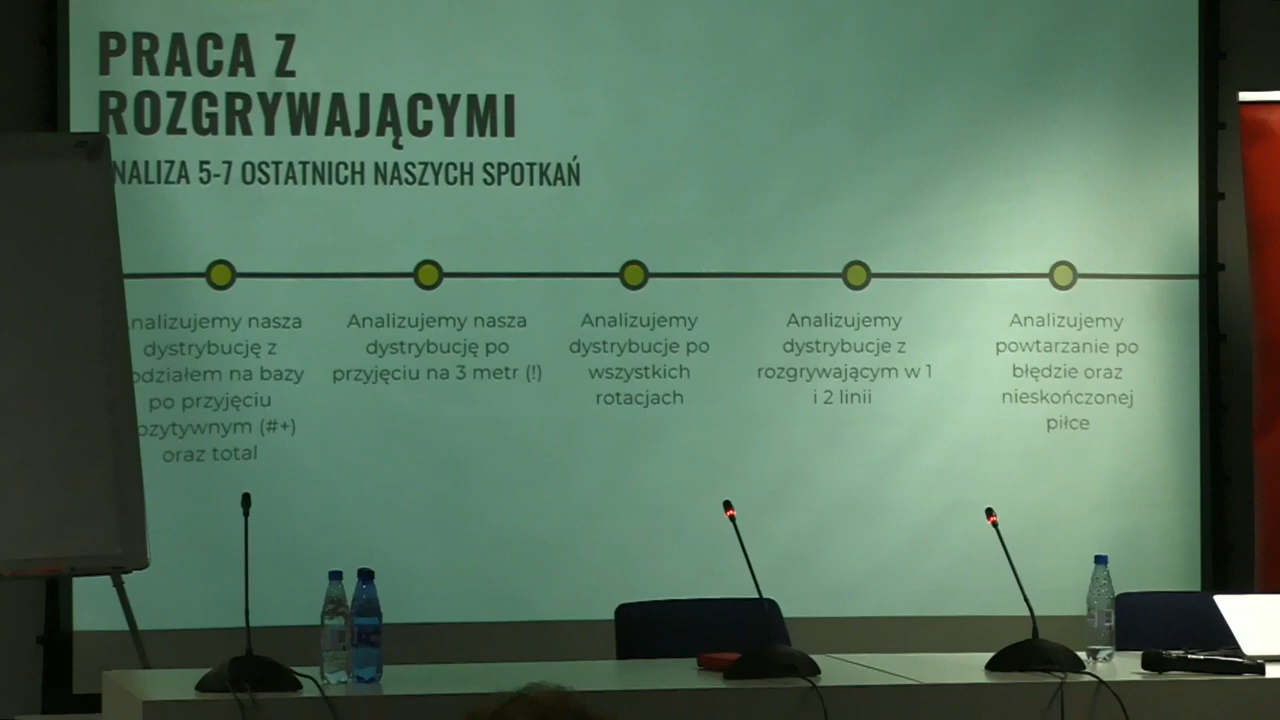 PRACA Z
ROZGRYWAJĄCYMI
NALIZA 5-7 OSTATNICH NASZYCH SPOTKAŃ
nalizujemy nasza
dystrybucję z
odziałem na bazy
po przyjęciu
ozytywnym (#+)
oraz total
Analizujemy nasza
dystrybucję po
przyjęciu na 3 metr (!)
Analizujemy
dystrybucje po
wszystkich
rotacjach
Analizujemy
dystrybucje z
rozgrywającym w 1
i 2 linii
Analizujemy
powtarzanie po
błędzie oraz
nieskończonej
piłce